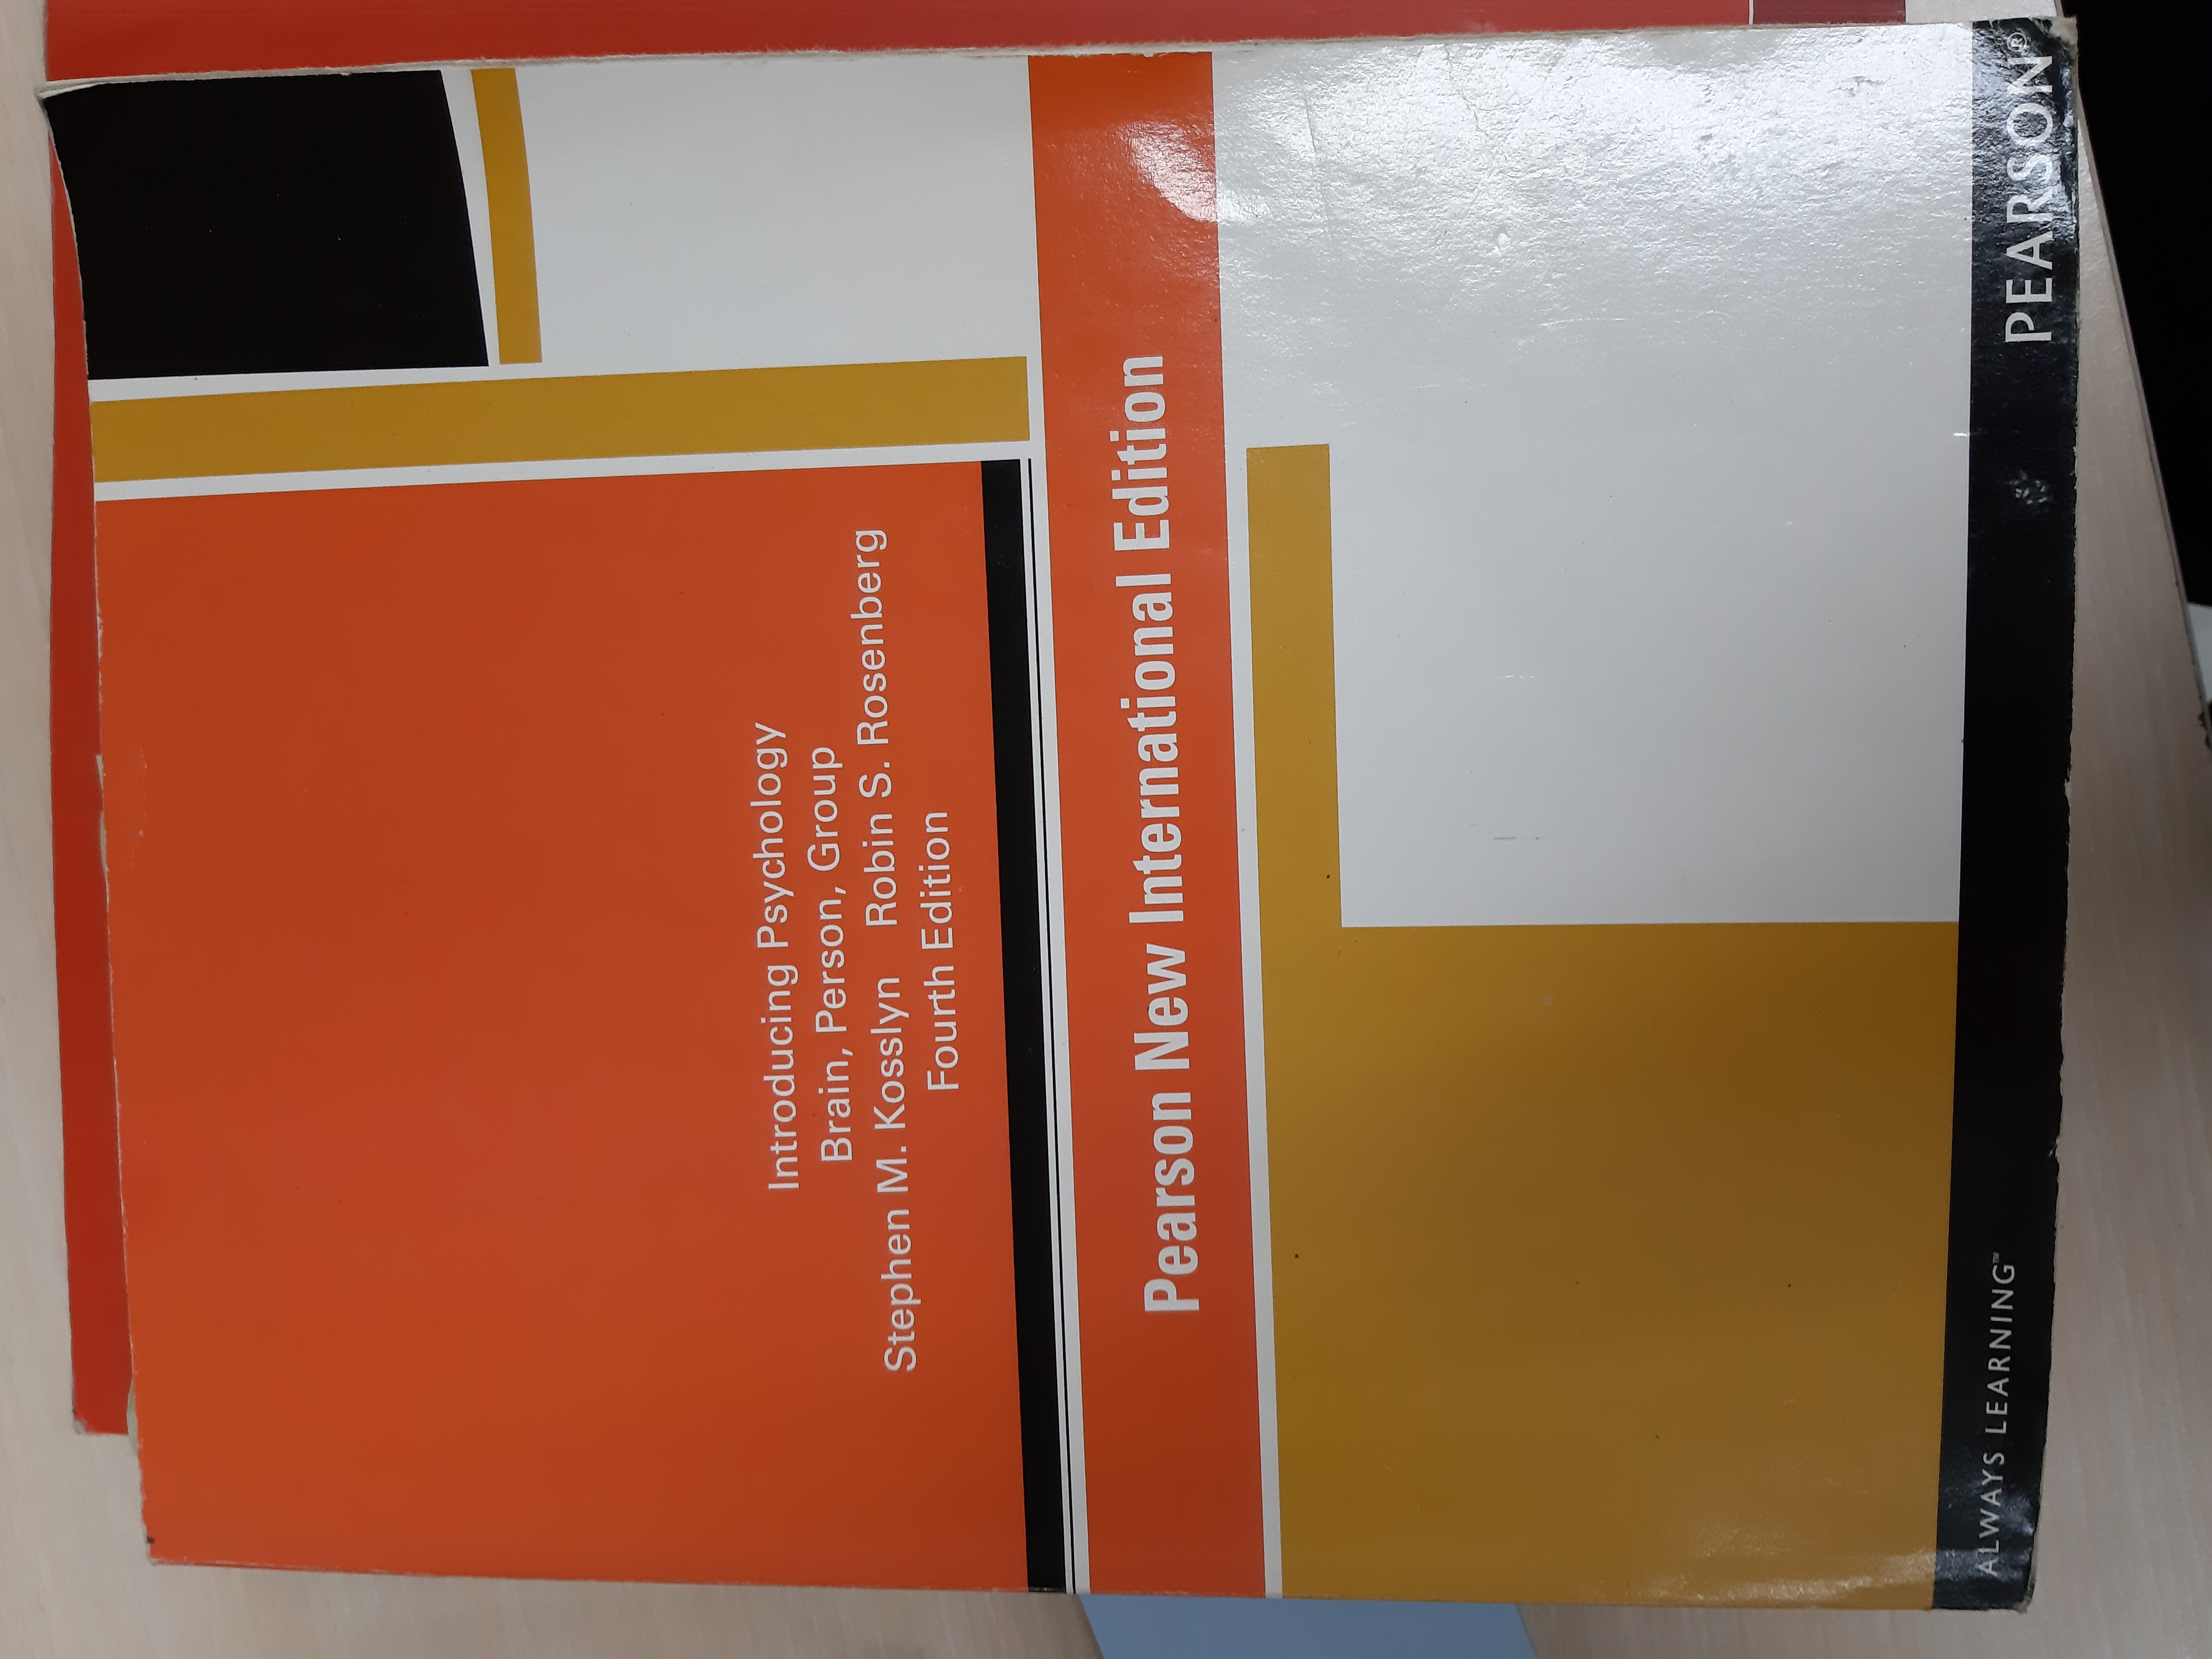 Introducing Psychology
Brain, Person, Group
Stephen M. Kosslyn Robin S. Rosenberg
Fourth Edition
Pearson New International Edition
ALWAYS LEARNING™
PEARSON®